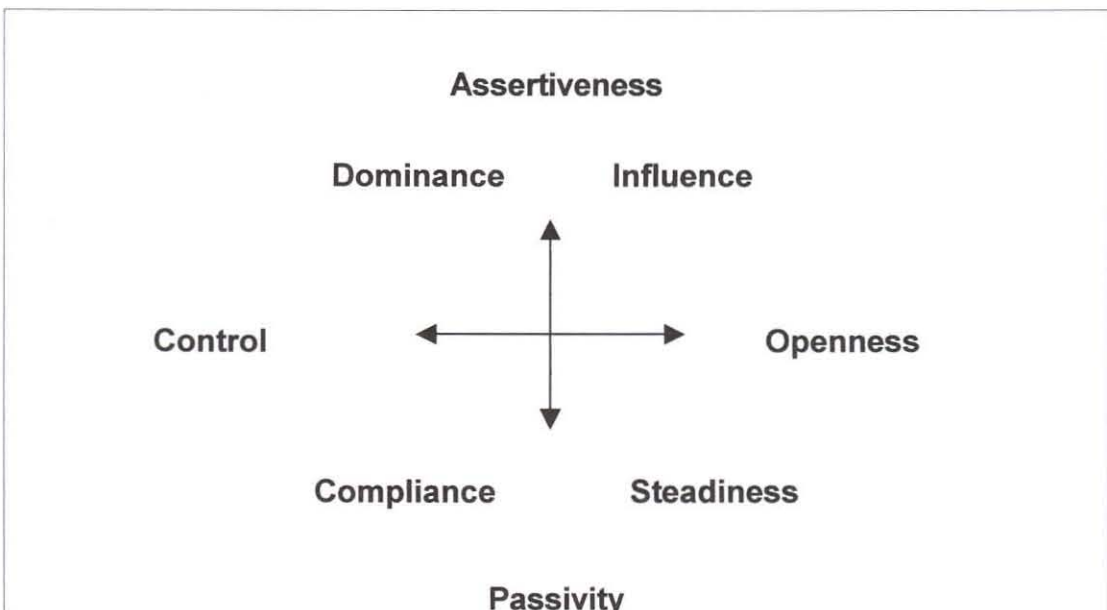 Assertiveness
Dominance Influence
Control Openness
Compliance Steadiness
Passivity